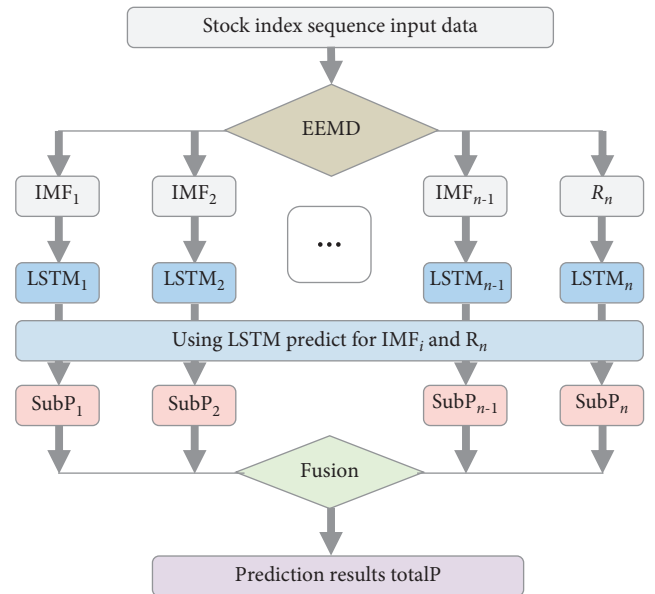 Stock index sequence input data
EEMD
IMF₁ IMF₂ IMFₙ₋₁ Rₙ
...
LSTM₁ LSTM₂ LSTMₙ₋₁ LSTMₙ
Using LSTM predict for IMFᵢ and Rₙ
SubP₁ SubP₂ SubPₙ₋₁ SubPₙ
Fusion
Prediction results totalP